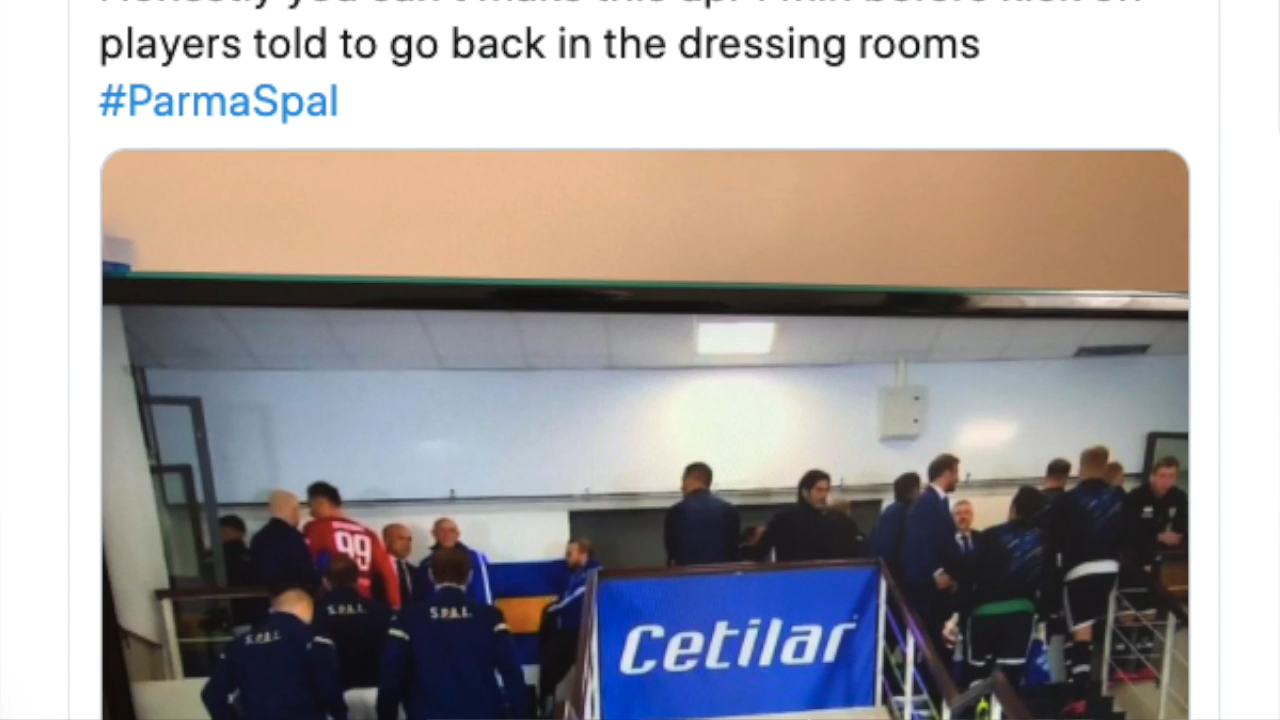 players told to go back in the dressing rooms
#ParmaSpal
99
S.P.A.L.
S.P.A.L.
S.P.A.L.
Cetilar